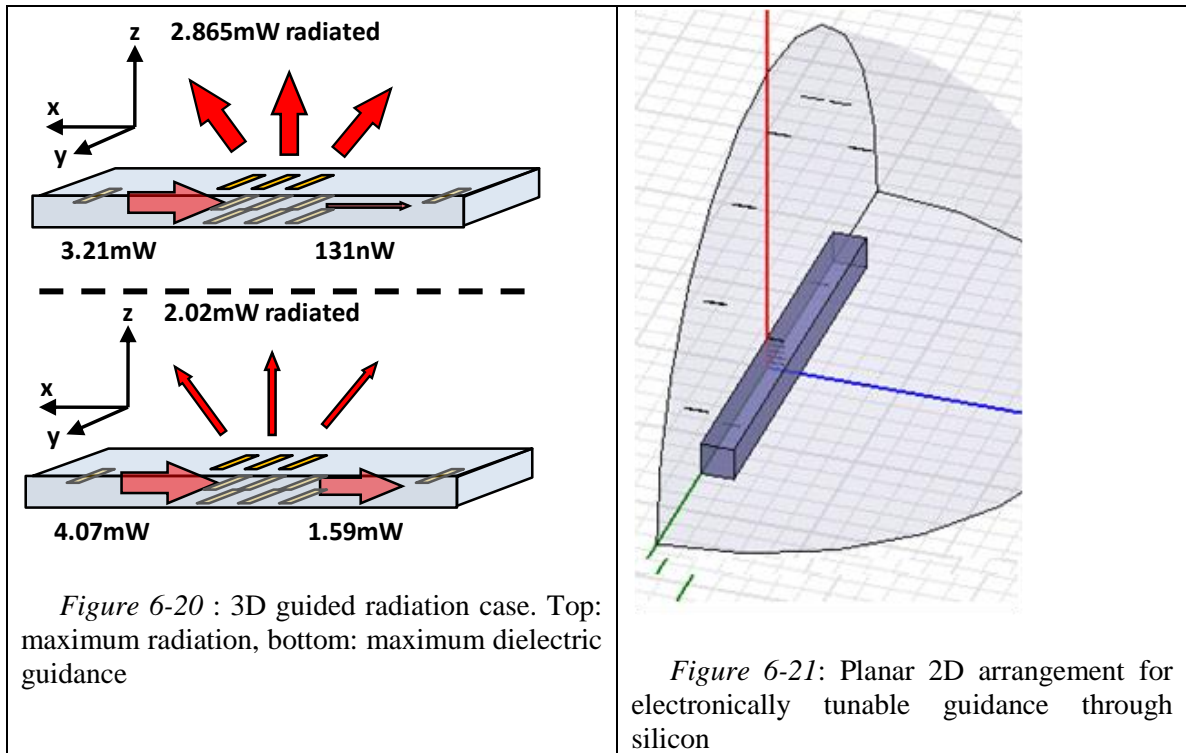 z
2.865mW radiated
x
y
3.21mW
131nW
z
2.02mW radiated
x
y
4.07mW
1.59mW
Figure 6-20 : 3D guided radiation case. Top:
maximum radiation, bottom: maximum dielectric
guidance
Figure 6-21: Planar 2D arrangement for
electronically tunable guidance through
silicon